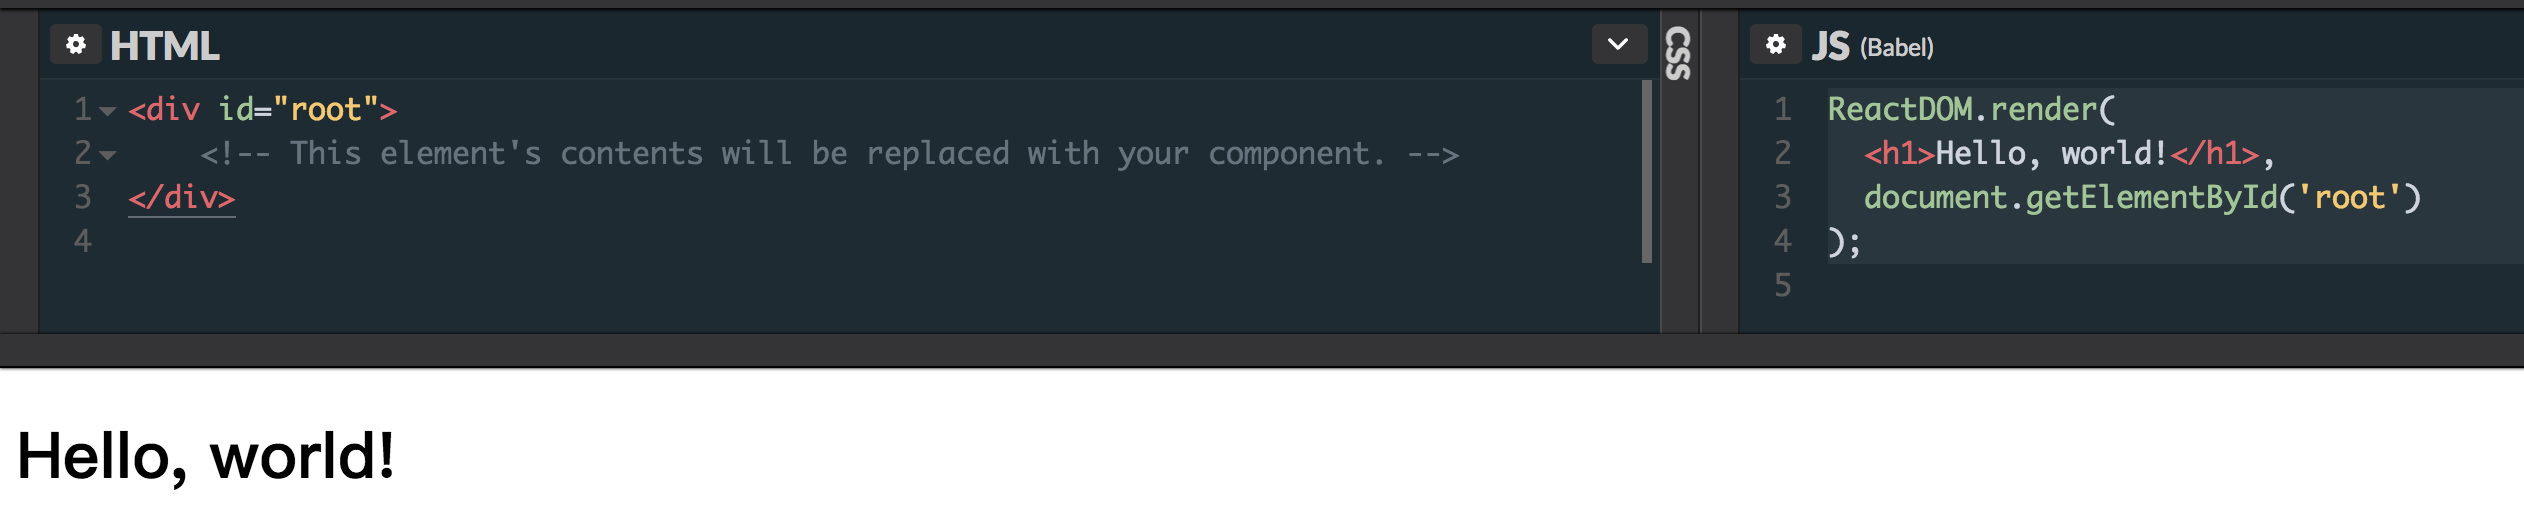 HTML
1 <div id="root">
2     <!-- This element's contents will be replaced with your component. -->
3 </div>
4
CSS
JS (Babel)
1 ReactDOM.render(
2   <h1>Hello, world!</h1>,
3   document.getElementById('root')
4 );
5
Hello, world!